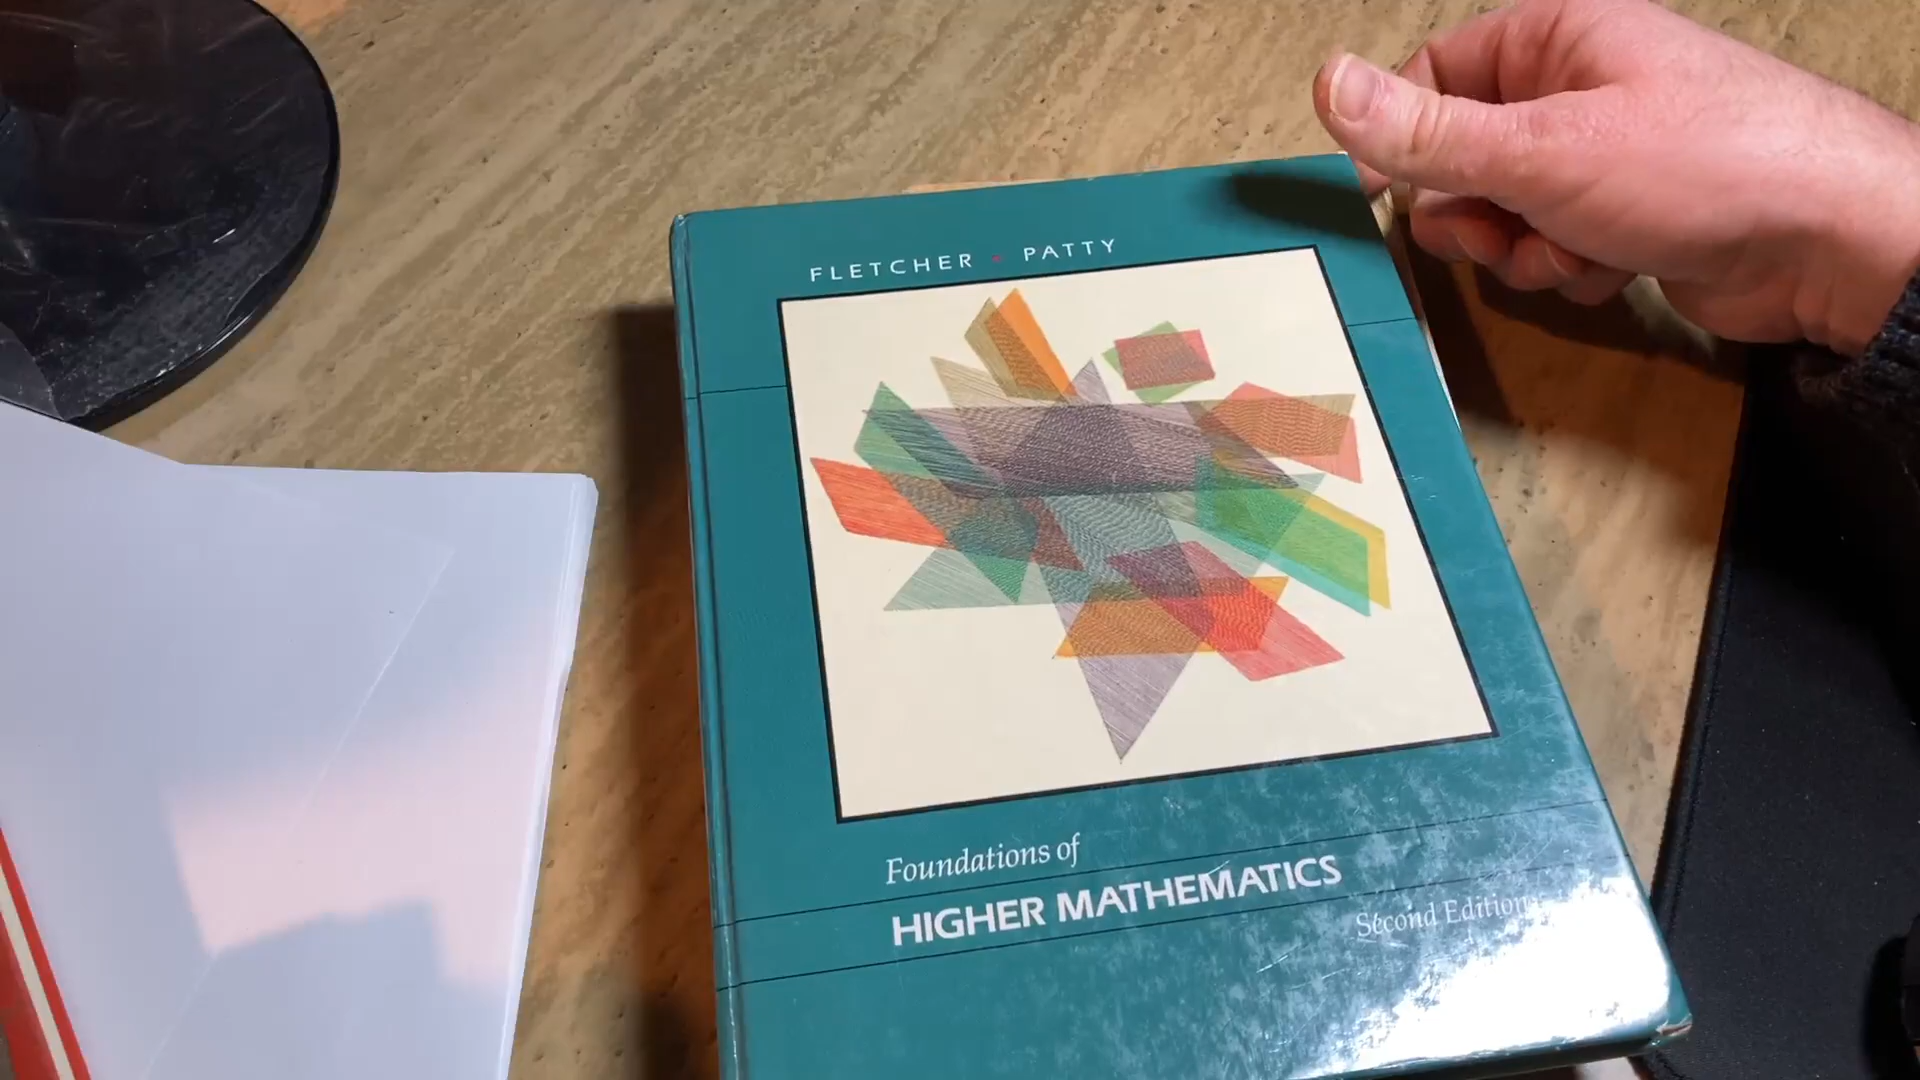 FLETCHER • PATTY
Foundations of
HIGHER MATHEMATICS
Second Edition